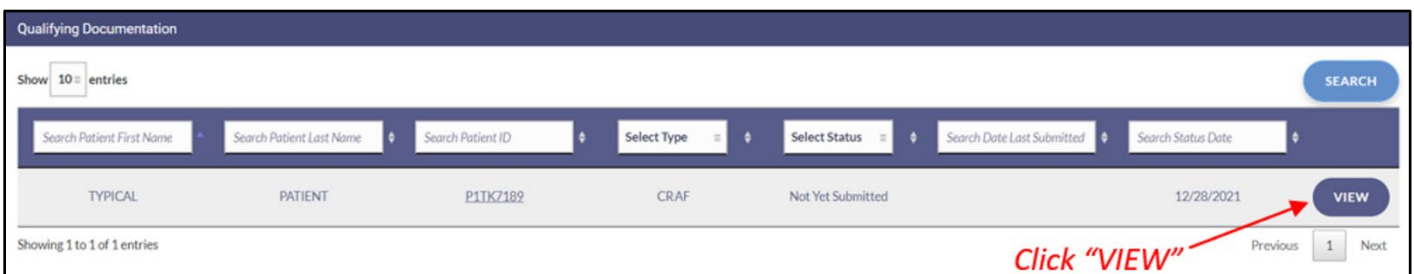 Qualifying Documentation
Show 10 entries
SEARCH
Search Patient First Name Search Patient Last Name Search Patient ID Select Type Select Status Search Date Last Submitted Search Status Date
TYPICAL PATIENT P1TK7189 CRAF Not Yet Submitted 12/28/2021 VIEW
Showing 1 to 1 of 1 entries
Click “VIEW”
Previous 1 Next